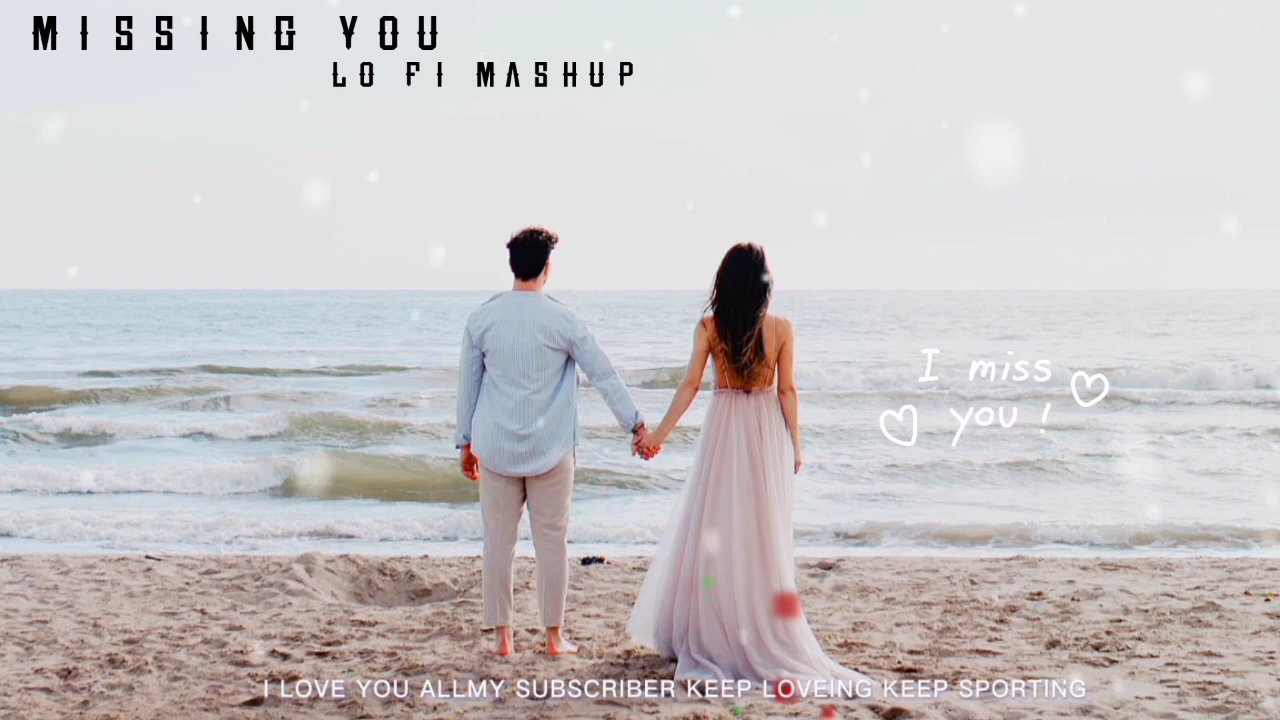 MISSING YOU
LO FI MASHUP
I miss
you !
I LOVE YOU ALLMY SUBSCRIBER KEEP LOVEING KEEP SPORTING